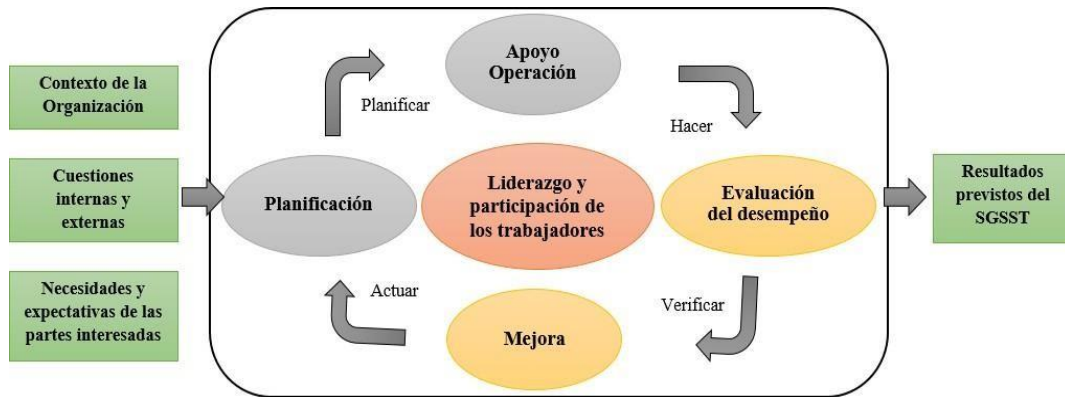 Contexto de la
Organización
Cuestiones
internas y
externas
Necesidades y
expectativas de las
partes interesadas
Planificación
Planificar
Apoyo
Operación
Hacer
Liderazgo y
participación de
los trabajadores
Evaluación
del desempeño
Verificar
Mejora
Actuar
Resultados
previstos del
SGSST